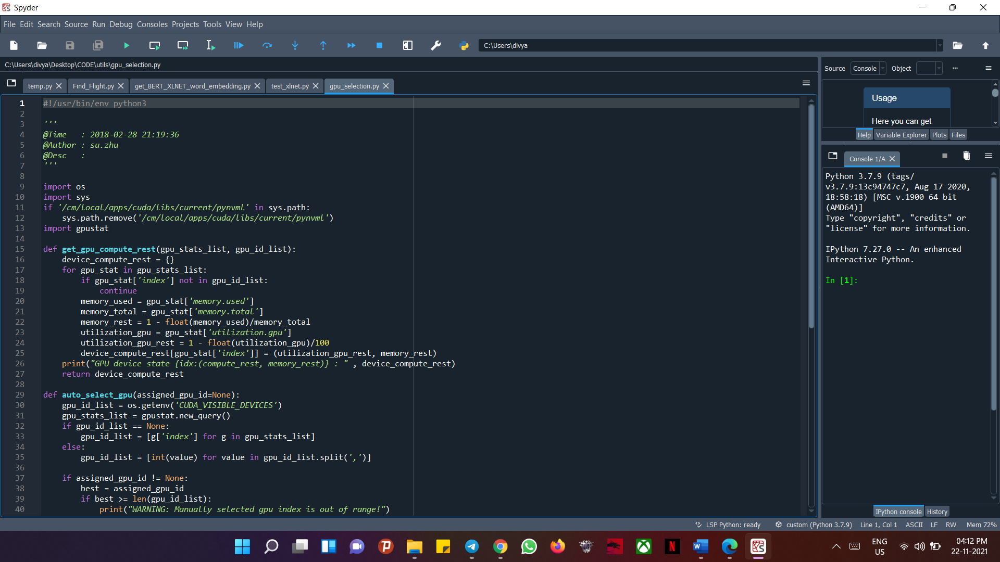 Spyder
File Edit Search Source Run Debug Consoles Projects Tools View Help
C:\Users\divya
C:\Users\divya\Desktop\CODE\utils\gpu_selection.py
temp.py Find_Flight.py get_BERT_XLNET_word_embedding.py test_xlnet.py gpu_selection.py
1 #!/usr/bin/env python3
2
3 '''
4 @Time   : 2018-02-28 21:19:36
5 @Author : su.zhu
6 @Desc   :
7 '''
8
9 import os
10 import sys
11 if '/cm/local/apps/cuda/libs/current/pynvml' in sys.path:
12     sys.path.remove('/cm/local/apps/cuda/libs/current/pynvml')
13 import gpustat
14
15 def get_gpu_compute_rest(gpu_stats_list, gpu_id_list):
16     device_compute_rest = {}
17     for gpu_stat in gpu_stats_list:
18         if gpu_stat['index'] not in gpu_id_list:
19             continue
20         memory_used = gpu_stat['memory.used']
21         memory_total = gpu_stat['memory.total']
22         memory_rest = 1 - float(memory_used)/memory_total
23         utilization_gpu = gpu_stat['utilization.gpu']
24         utilization_gpu_rest = 1 - float(utilization_gpu)/100
25         device_compute_rest[gpu_stat['index']] = (utilization_gpu_rest, memory_rest)
26     print("GPU device state {idx:(compute_rest, memory_rest)} : " , device_compute_rest)
27     return device_compute_rest
28
29 def auto_select_gpu(assigned_gpu_id=None):
30     gpu_id_list = os.getenv('CUDA_VISIBLE_DEVICES')
31     gpu_stats_list = gpustat.new_query()
32     if gpu_id_list == None:
33         gpu_id_list = [g['index'] for g in gpu_stats_list]
34     else:
35         gpu_id_list = [int(value) for value in gpu_id_list.split(',')]
36
37     if assigned_gpu_id != None:
38         best = assigned_gpu_id
39         if best >= len(gpu_id_list):
40             print("WARNING: Manually selected gpu index is out of range!")
Source Console Object
Usage
Here you can get
Help Variable Explorer Plots Files
Console 1/A
Python 3.7.9 (tags/
v3.7.9:13c94747c7, Aug 17 2020,
18:58:18) [MSC v.1900 64 bit
(AMD64)]
Type "copyright", "credits" or
"license" for more information.
IPython 7.27.0 -- An enhanced
Interactive Python.
In [1]:
IPython console History
LSP Python: ready custom (Python 3.7.9) Line 1, Col 1 ASCII LF RW Mem 72%
ENG
US
04:12 PM
22-11-2021